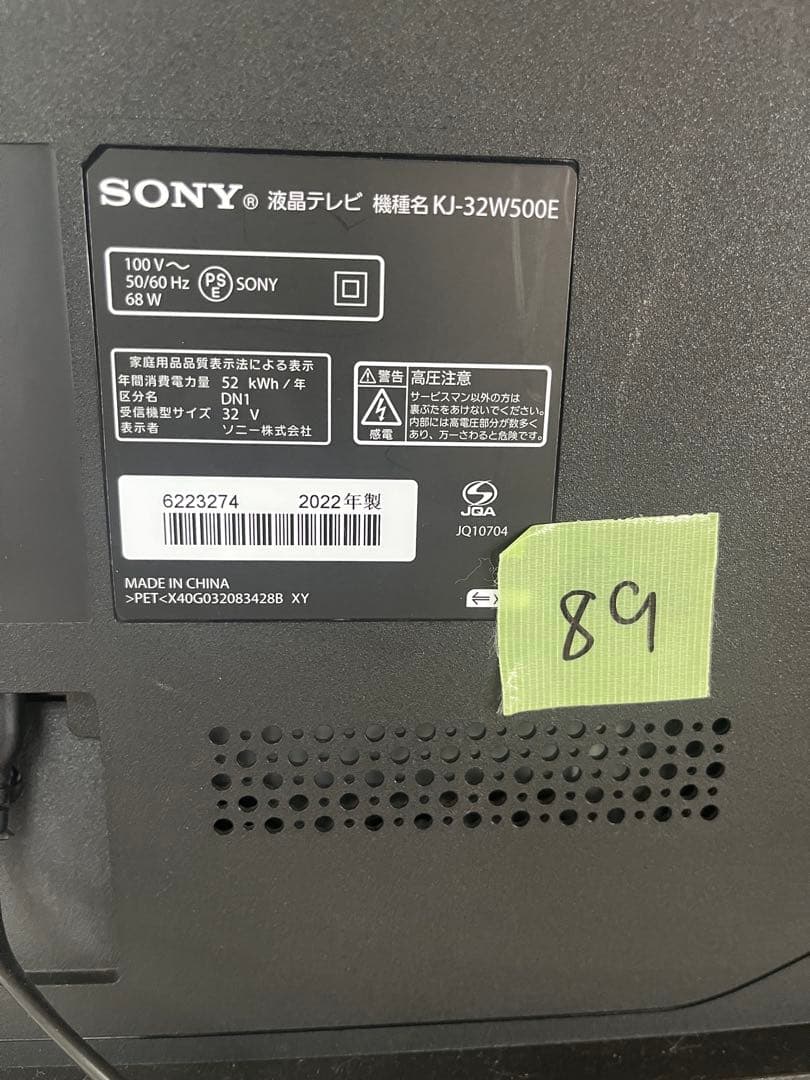 SONY® 液晶テレビ 機種名 KJ-32W500E
100 V～
50/60 Hz
68 W
PSE SONY
家庭用品品質表示法による表示
年間消費電力量 52 kWh / 年
区分名 DN1
受信機型サイズ 32 V
表示者 ソニー株式会社
警告 高圧注意
感電
サービスマン以外の方は
裏ぶたをあけないでください。
内部には高電圧部分が数多く
あり、万一さわると危険です。
6223274 2022年製
JQA
JQ10704
MADE IN CHINA
>PET<X40G032083428B XY
89